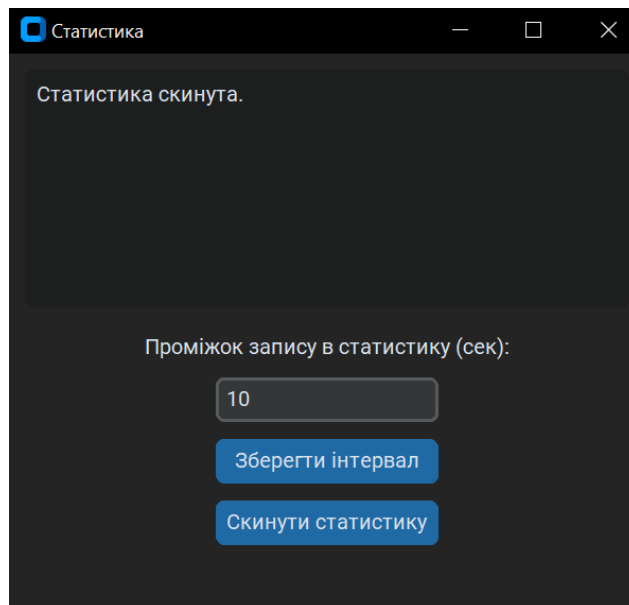 Статистика
Статистика скинута.
Проміжок запису в статистику (сек):
10
Зберегти інтервал
Скинути статистику